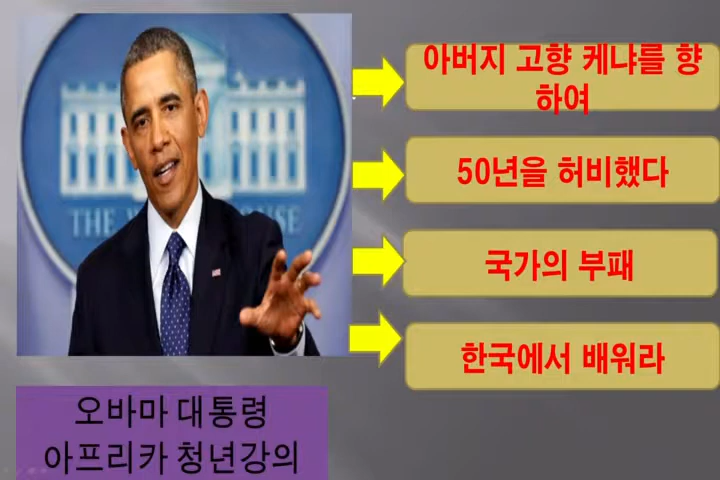 아버지 고향 케냐를 향
하여
50년을 허비했다
국가의 부패
한국에서 배워라
THE W
USE
오바마 대통령
아프리카 청년강의